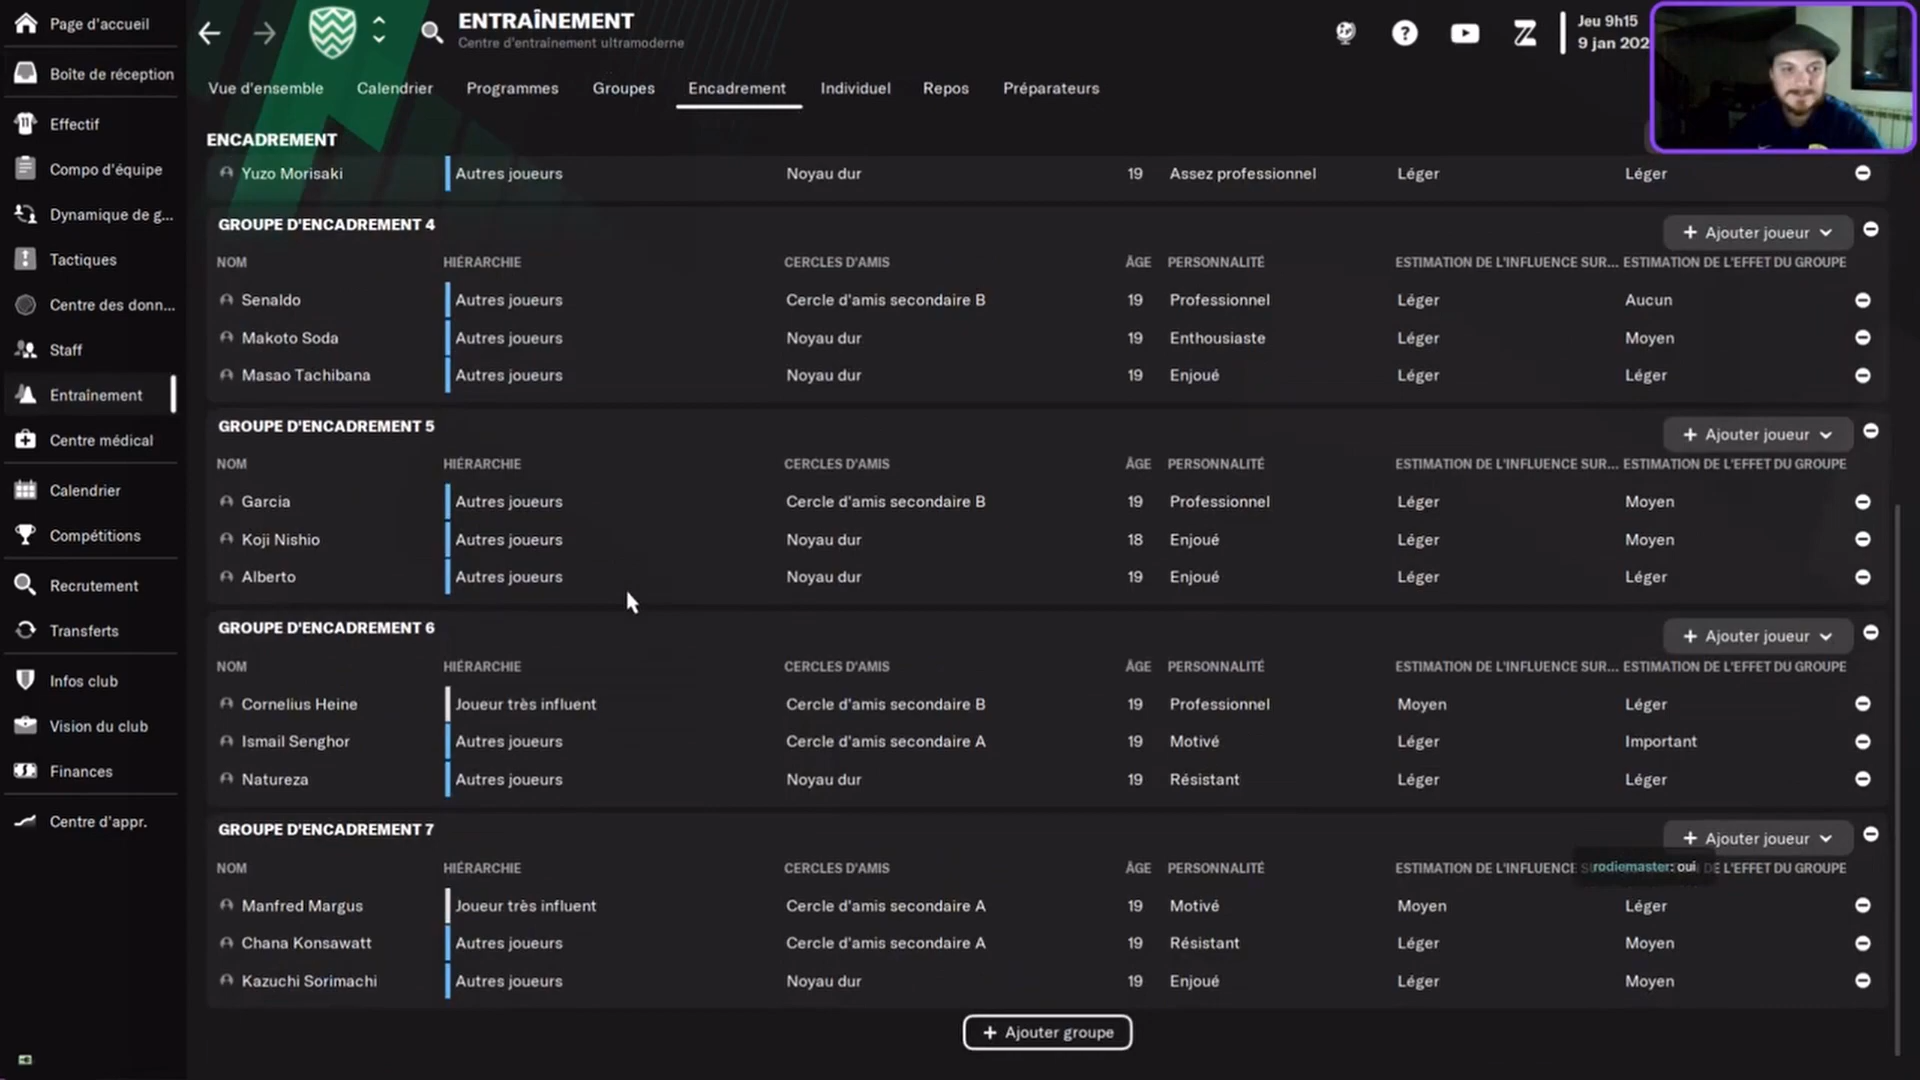 Page d'accueil
Boîte de réception
Effectif
Compo d'équipe
Dynamique de g...
Tactiques
Centre des donn...
Staff
Entraînement
Centre médical
Calendrier
Compétitions
Recrutement
Transferts
Infos club
Vision du club
Finances
Centre d'appr.
ENTRAÎNEMENT
Centre d'entraînement ultramoderne
Jeu 9h15
9 jan 202
Vue d'ensemble Calendrier Programmes Groupes Encadrement Individuel Repos Préparateurs
ENCADREMENT
Yuzo Morisaki Autres joueurs Noyau dur 19 Assez professionnel Léger Léger
GROUPE D'ENCADREMENT 4 + Ajouter joueur
NOM HIÉRARCHIE CERCLES D'AMIS ÂGE PERSONNALITÉ ESTIMATION DE L'INFLUENCE SUR... ESTIMATION DE L'EFFET DU GROUPE
Senaldo Autres joueurs Cercle d'amis secondaire B 19 Professionnel Léger Aucun
Makoto Soda Autres joueurs Noyau dur 19 Enthousiaste Léger Moyen
Masao Tachibana Autres joueurs Noyau dur 19 Enjoué Léger Léger
GROUPE D'ENCADREMENT 5 + Ajouter joueur
NOM HIÉRARCHIE CERCLES D'AMIS ÂGE PERSONNALITÉ ESTIMATION DE L'INFLUENCE SUR... ESTIMATION DE L'EFFET DU GROUPE
Garcia Autres joueurs Cercle d'amis secondaire B 19 Professionnel Léger Moyen
Koji Nishio Autres joueurs Noyau dur 18 Enjoué Léger Moyen
Alberto Autres joueurs Noyau dur 19 Enjoué Léger Léger
GROUPE D'ENCADREMENT 6 + Ajouter joueur
NOM HIÉRARCHIE CERCLES D'AMIS ÂGE PERSONNALITÉ ESTIMATION DE L'INFLUENCE SUR... ESTIMATION DE L'EFFET DU GROUPE
Cornelius Heine Joueur très influent Cercle d'amis secondaire B 19 Professionnel Moyen Léger
Ismail Senghor Autres joueurs Cercle d'amis secondaire A 19 Motivé Léger Important
Natureza Autres joueurs Noyau dur 19 Résistant Léger Léger
GROUPE D'ENCADREMENT 7 + Ajouter joueur
NOM HIÉRARCHIE CERCLES D'AMIS ÂGE PERSONNALITÉ ESTIMATION DE L'INFLUENCE rodiemaster: oui DE L'EFFET DU GROUPE
Manfred Margus Joueur très influent Cercle d'amis secondaire A 19 Motivé Moyen Léger
Chana Konsawatt Autres joueurs Cercle d'amis secondaire A 19 Résistant Léger Moyen
Kazuchi Sorimachi Autres joueurs Noyau dur 19 Enjoué Léger Moyen
+ Ajouter groupe